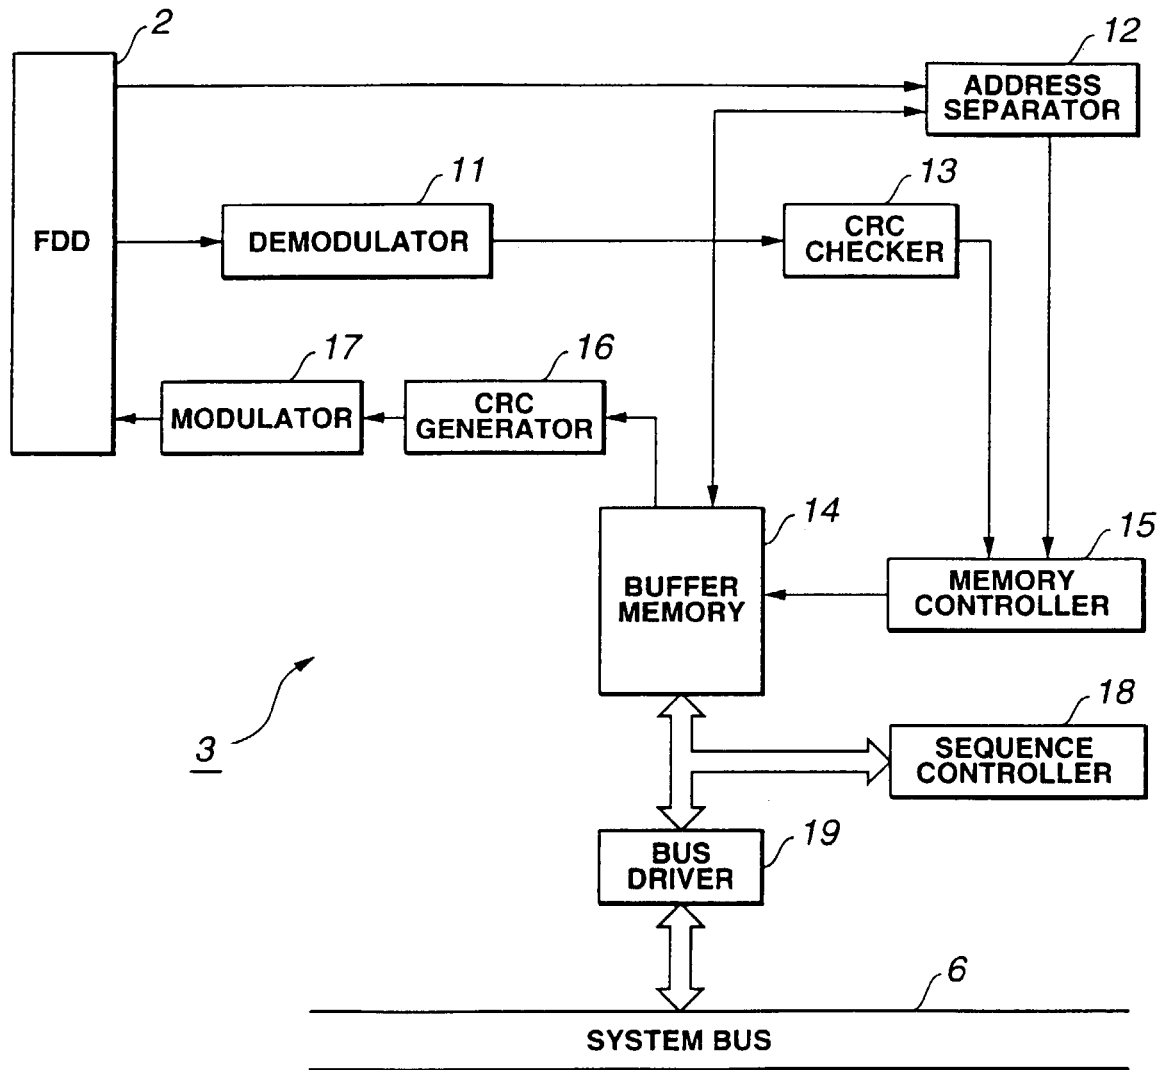 2
12
ADDRESS
SEPARATOR
11
13
FDD
DEMODULATOR
CRC
CHECKER
17
16
MODULATOR
CRC
GENERATOR
14
15
BUFFER
MEMORY
MEMORY
CONTROLLER
3
18
SEQUENCE
CONTROLLER
19
BUS
DRIVER
6
SYSTEM BUS